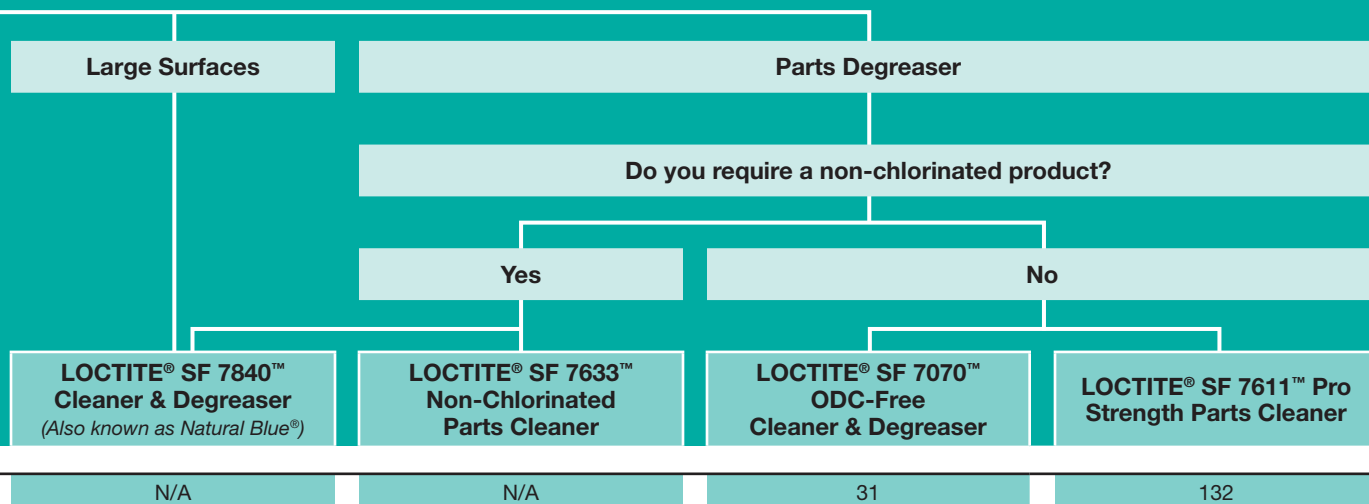 Large Surfaces
Parts Degreaser
Do you require a non-chlorinated product?
Yes
No
LOCTITE® SF 7840™
Cleaner & Degreaser
(Also known as Natural Blue®)
LOCTITE® SF 7633™
Non-Chlorinated
Parts Cleaner
LOCTITE® SF 7070™
ODC-Free
Cleaner & Degreaser
LOCTITE® SF 7611™ Pro
Strength Parts Cleaner
N/A
N/A
31
132